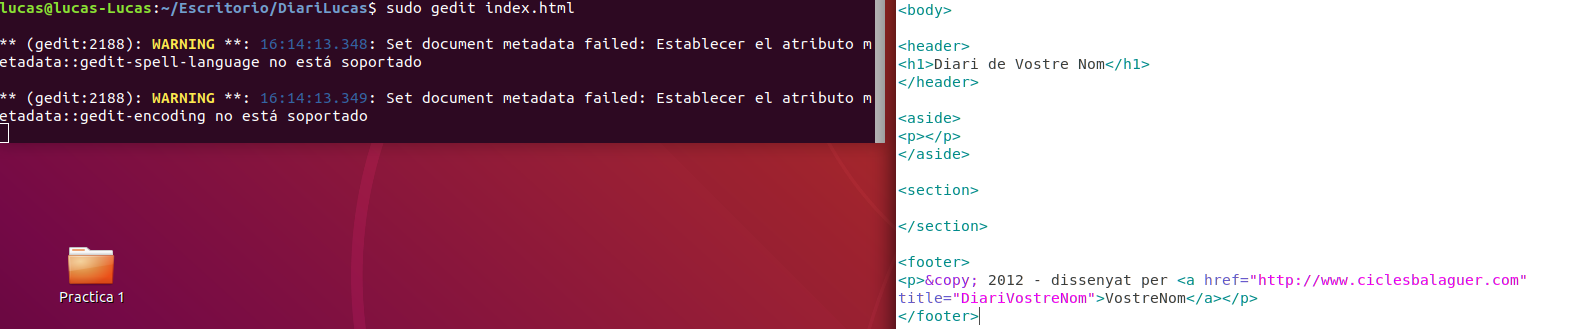 lucas@lucas-Lucas:~/Escritorio/DiariLucas$ sudo gedit index.html
** (gedit:2188): WARNING **: 16:14:13.348: Set document metadata failed: Establecer el atributo m
etadata::gedit-spell-language no está soportado
** (gedit:2188): WARNING **: 16:14:13.349: Set document metadata failed: Establecer el atributo m
etadata::gedit-encoding no está soportado
Practica 1
<body>
<header>
<h1>Diari de Vostre Nom</h1>
</header>
<aside>
<p></p>
</aside>
<section>
</section>
<footer>
<p>&copy; 2012 - dissenyat per <a href="http://www.ciclesbalaguer.com"
title="DiariVostreNom">VostreNom</a></p>
</footer>